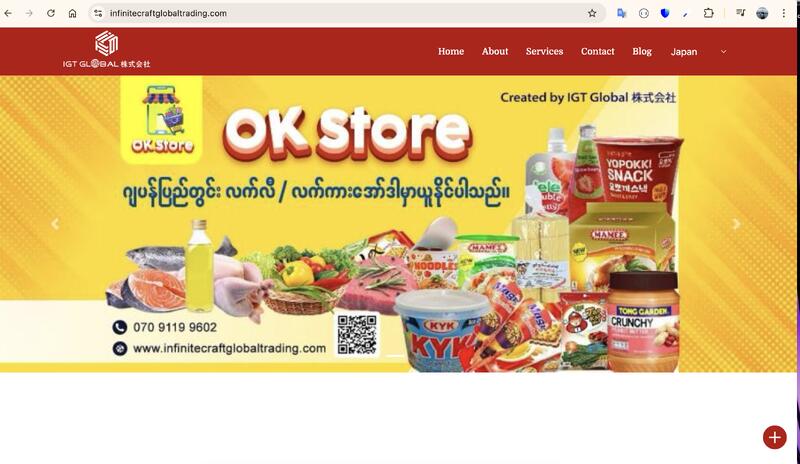 infinitecraftglobaltrading.com
IGT GLOBAL 株式会社
Home
About
Services
Contact
Blog
Japan
Created by IGT Global 株式会社
OK Store
OK Store
ဂျပန်ပြည်တွင်း လက်လီ / လက်ကားအော်ဒါမှာယူနိုင်ပါသည်။
YOPOKKI
SNACK
MAMEE
MAMEE
NOODLES
TONG GARDEN
CRUNCHY
PEANUT BUTTER
KYK
KYK
070 9119 9602
www.infinitecraftglobaltrading.com